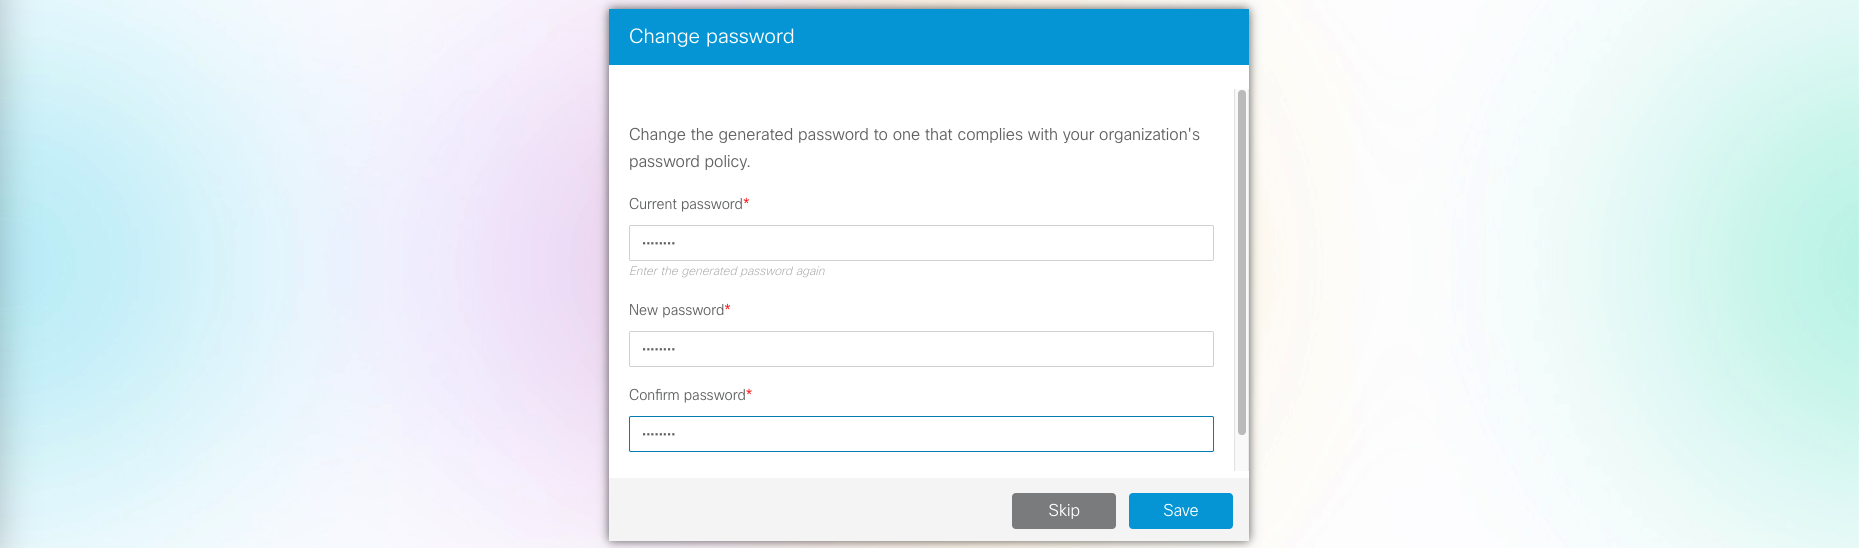 Change password
Change the generated password to one that complies with your organization's
password policy.
Current password*
••••••••
Enter the generated password again
New password*
••••••••
Confirm password*
••••••••
Skip
Save